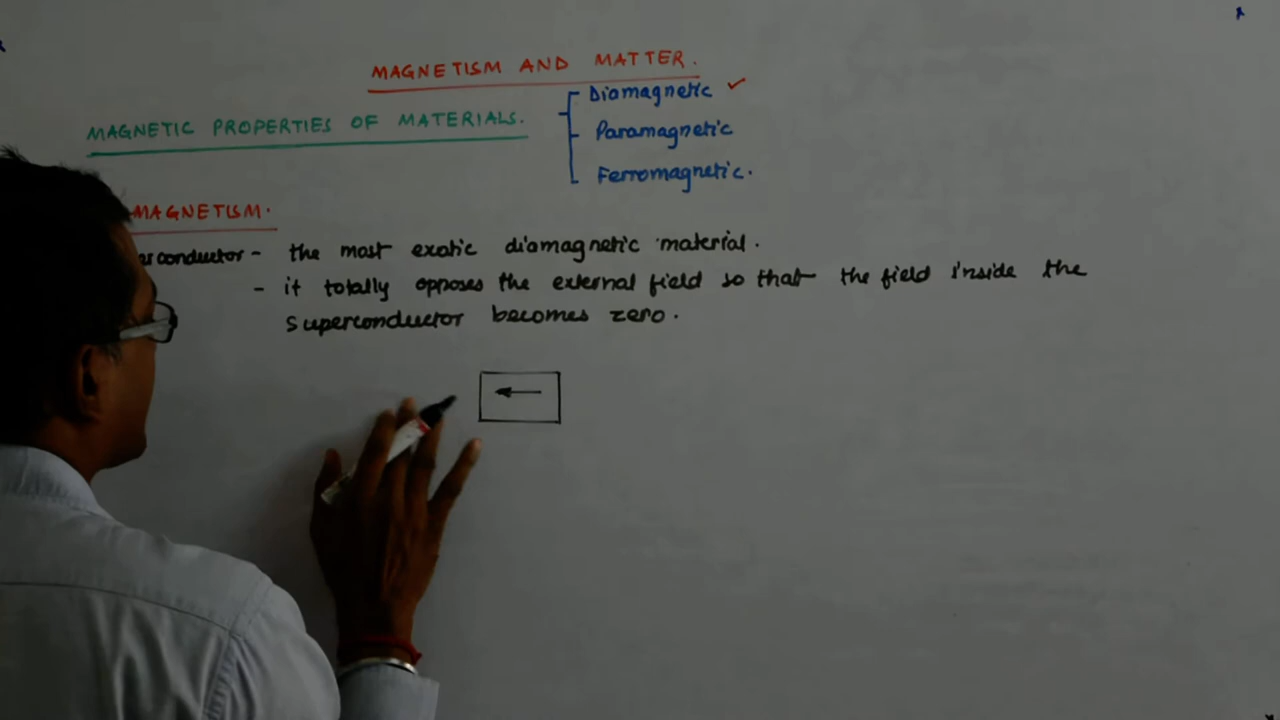 MAGNETISM AND MATTER.
MAGNETIC PROPERTIES OF MATERIALS.
Diamagnetic ✓
Paramagnetic
Ferromagnetic.
MAGNETISM.
erconductor - the most exotic diamagnetic material.
- it totally opposes the external field so that the field inside the
superconductor becomes zero.